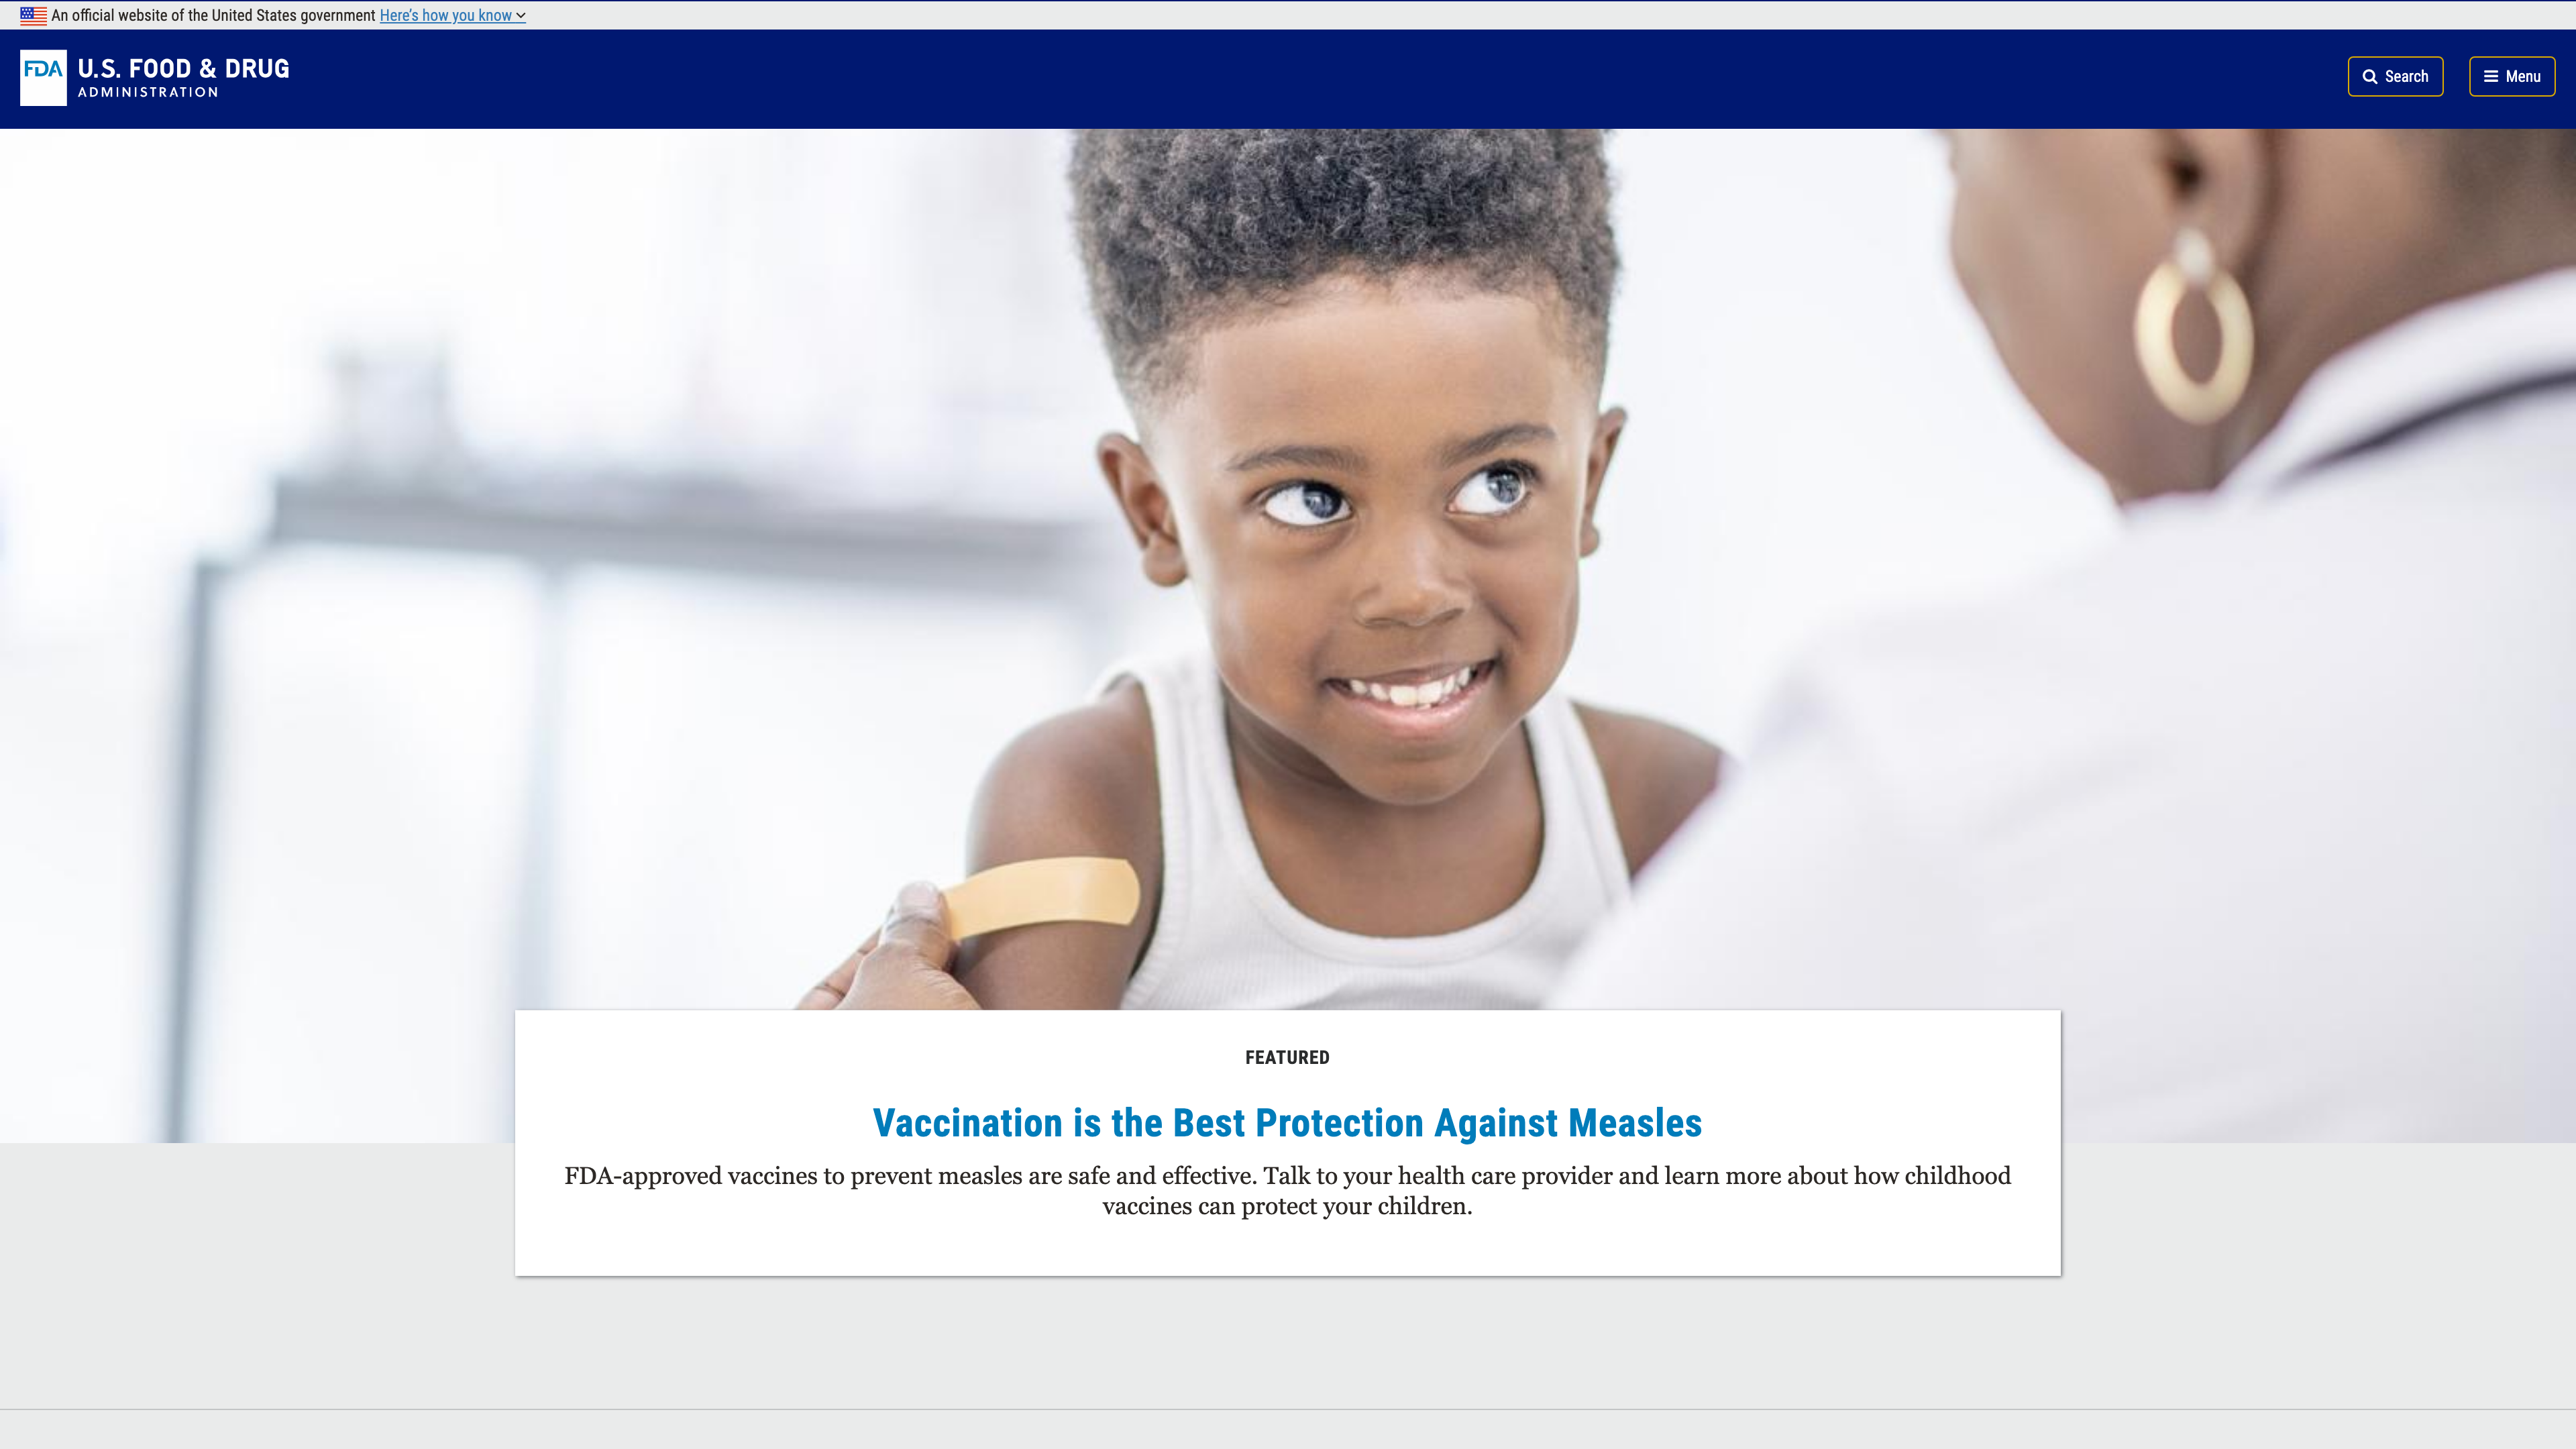 An official website of the United States government Here's how you know
FDA U.S. FOOD & DRUG
ADMINISTRATION
Search
Menu
FEATURED
Vaccination is the Best Protection Against Measles
FDA-approved vaccines to prevent measles are safe and effective. Talk to your health care provider and learn more about how childhood
vaccines can protect your children.